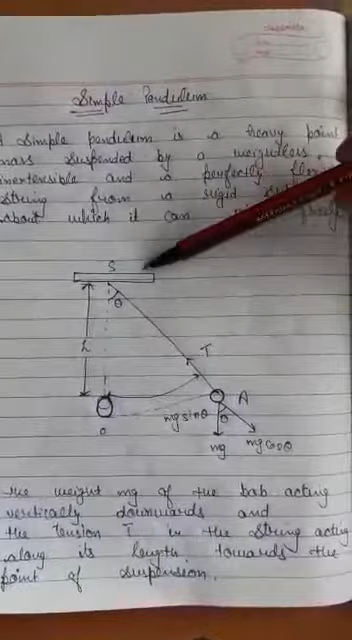 Simple Pendulum
A simple pendulum is a heavy point
mass suspended by a weightless,
inextensible and a perfectly
string from a rigid
about which it can
S
θ
L
T
A
mg sinθ
θ
O
mg
mg cosθ
the weight mg of the bob acting
vertically downwards and
the Tension T in the string acting
along its length towards the
point of suspension.